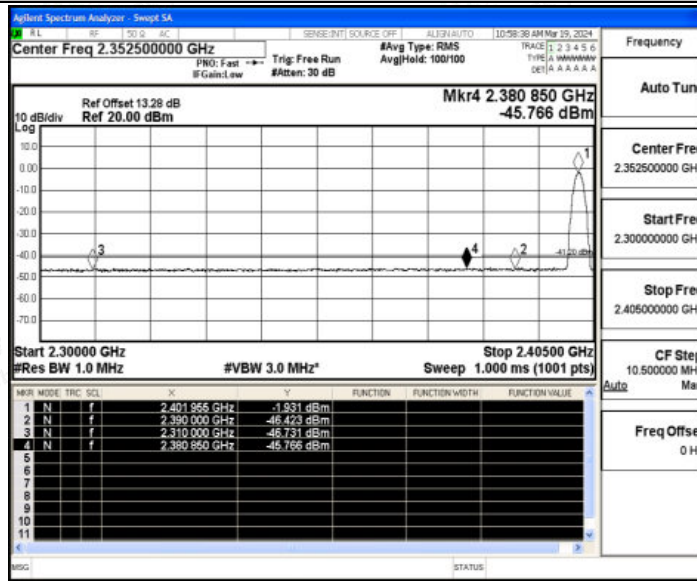 Agilent Spectrum Analyzer - Swept SA
RL RF 50 Ω AC SENSE:INT SOURCE OFF ALIGN AUTO 10:58:38 AM Mar 19, 2024
Center Freq 2.352500000 GHz
PNO: Fast
IFGain:Low
Trig: Free Run
#Atten: 30 dB
#Avg Type: RMS
Avg|Hold: 100/100
TRACE 1 2 3 4 5 6
TYPE A WWWWW
DET A A A A A A
Ref Offset 13.28 dB
10 dB/div Ref 20.00 dBm
Mkr4 2.380 850 GHz
-45.766 dBm
Log
10.0
0.00
-10.0
-20.0
-30.0
-40.0
-50.0
-60.0
-70.0
1
2
3
4
-41.20 dBm
Start 2.30000 GHz Stop 2.40500 GHz
#Res BW 1.0 MHz #VBW 3.0 MHz* Sweep 1.000 ms (1001 pts)
MKR MODE TRC SCL X Y FUNCTION FUNCTION WIDTH FUNCTION VALUE
1 N f 2.401 955 GHz -1.931 dBm
2 N f 2.390 000 GHz -46.423 dBm
3 N f 2.310 000 GHz -46.731 dBm
4 N f 2.380 850 GHz -45.766 dBm
5
6
7
8
9
10
11
MSG STATUS
Frequency
Auto Tun
Center Fre
2.352500000 GH
Start Fre
2.300000000 GH
Stop Fre
2.405000000 GH
CF Step
10.500000 MH
Auto Ma
Freq Offse
0 H